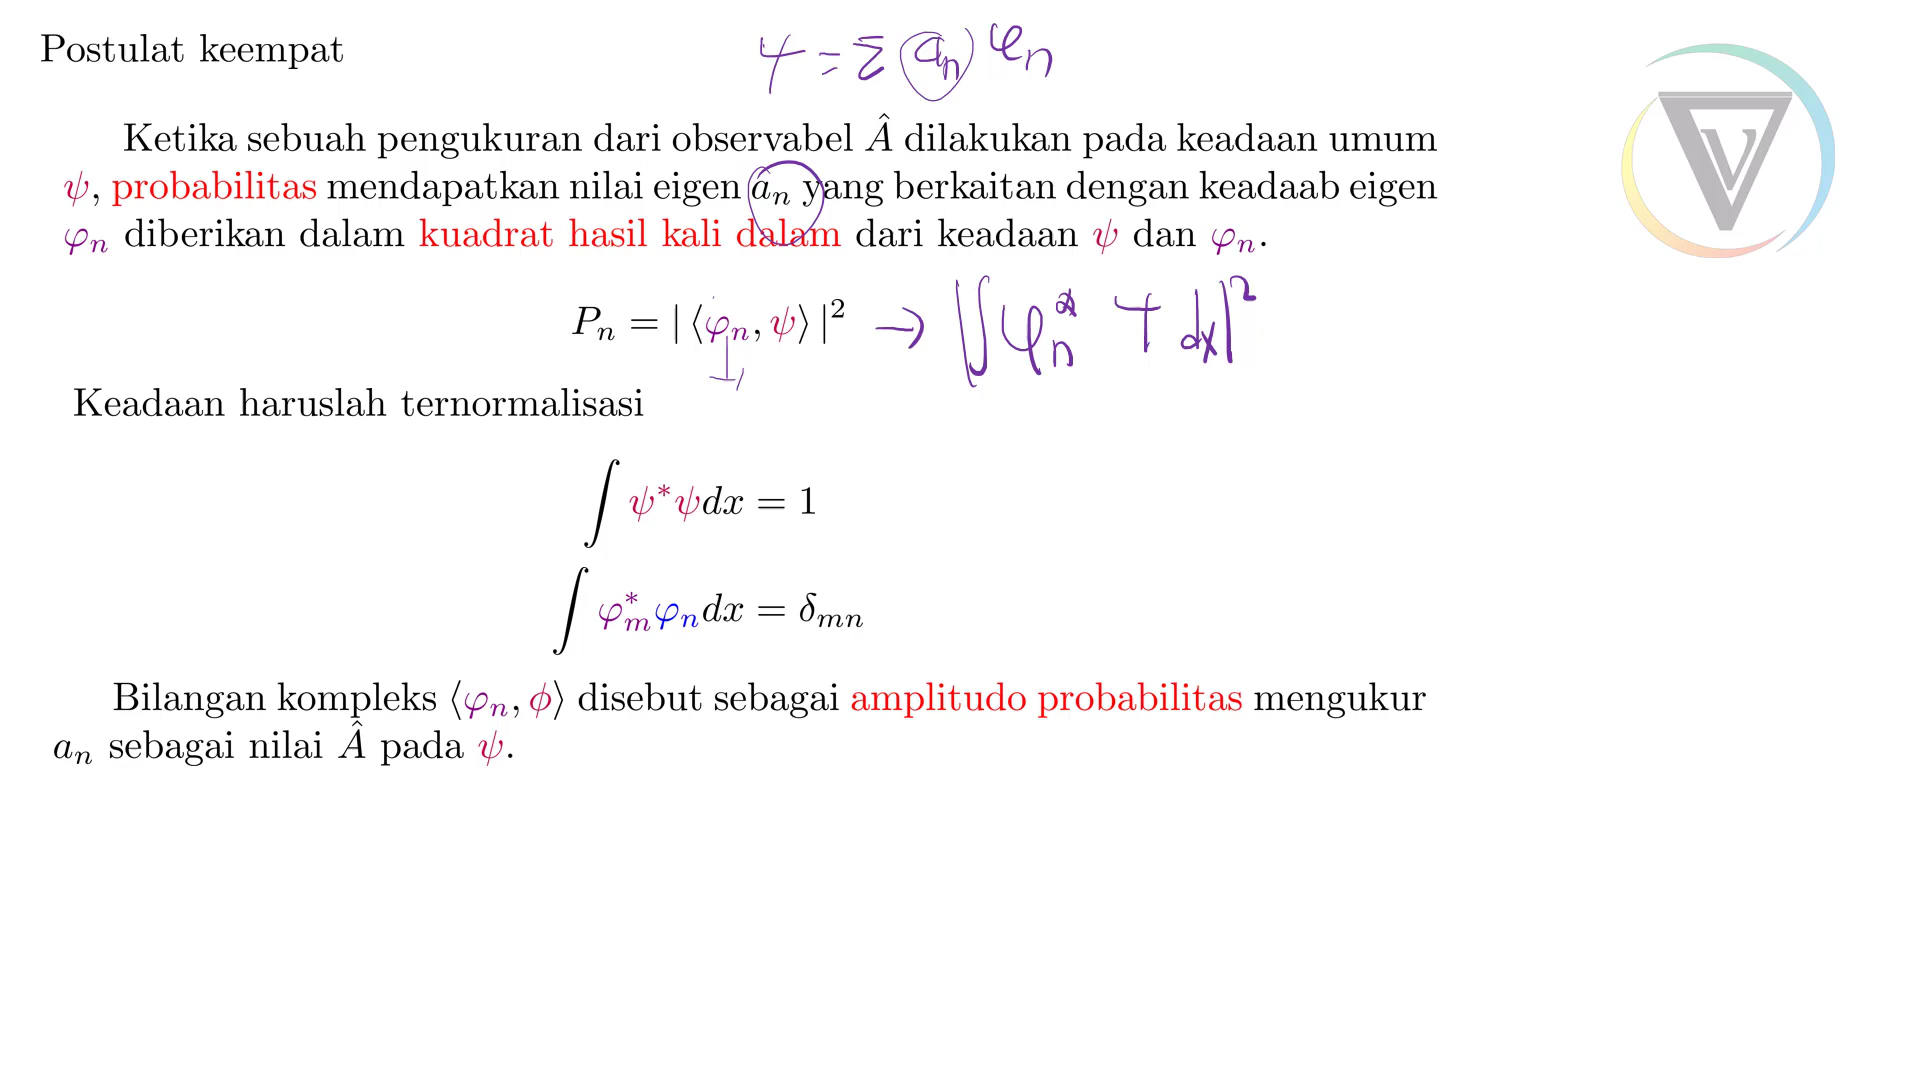 Postulat keempat
ψ = Σ aₙ φₙ
Ketika sebuah pengukuran dari observabel Â dilakukan pada keadaan umum
ψ, probabilitas mendapatkan nilai eigen aₙ yang berkaitan dengan keadaab eigen
φₙ diberikan dalam kuadrat hasil kali dalam dari keadaan ψ dan φₙ.
Pₙ = | ⟨φₙ, ψ⟩ |² → |∫ φₙ* ψ dx|²
Keadaan haruslah ternormalisasi
∫ ψ*ψdx = 1
∫ φ*ₘφₙdx = δₘₙ
Bilangan kompleks ⟨φₙ, ϕ⟩ disebut sebagai amplitudo probabilitas mengukur
aₙ sebagai nilai Â pada ψ.